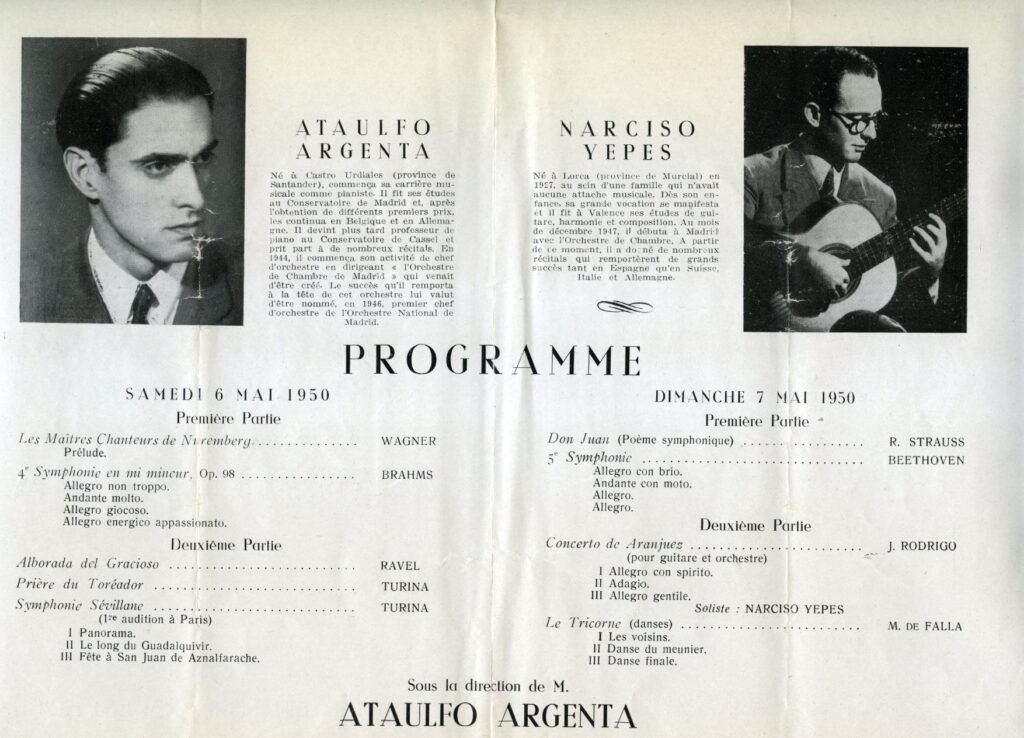 ATAULFO
ARGENTA
Né à Castro Urdiales (province de
Santander), commença sa carrière mu-
sicale comme pianiste. Il fit ses études
au Conservatoire de Madrid et, après
l'obtention de différents premiers prix,
les continua en Belgique et en Allema-
gne. Il devint plus tard professeur de
piano au Conservatoire de Cassel et
prit part à de nombreux récitals. En
1944, il commença son activité de chef
d'orchestre en dirigeant « l'Orchestre
de Chambre de Madrid » qui venait
d'être créé. Le succès qu'il remporta
à la tête de cet orchestre lui valut
d'être nommé, en 1946, premier chef
d'orchestre de l'Orchestre National de
Madrid.
NARCISO
YEPES
Né à Lorca (province de Murcial) en
1927, au sein d'une famille qui n'avait
aucune attache musicale. Dès son en-
fance, sa grande vocation se manifesta
et il fit à Valence ses études de gui-
tare, harmonie et composition. Au mois
de décembre 1947, il débuta à Madrid
avec l'Orchestre de Chambre. A partir
de ce moment, il a donné de nombreux
récitals qui remportèrent de grands
succès tant en Espagne qu'en Suisse,
Italie et Allemagne.
PROGRAMME
SAMEDI 6 MAI 1950
Première Partie
Les Maîtres Chanteurs de Nuremberg. . . . . . . . . . . . . . . WAGNER
Prélude.
4e Symphonie en mi mineur, Op. 98 . . . . . . . . . . . . . . . . . BRAHMS
Allegro non troppo.
Andante molto.
Allegro giocoso.
Allegro energico appassionato.
Deuxième Partie
Alborada del Gracioso . . . . . . . . . . . . . . . . . . . . . . . . . . . RAVEL
Prière du Toréador . . . . . . . . . . . . . . . . . . . . . . . . . . . . . TURINA
Symphonie Sévillane . . . . . . . . . . . . . . . . . . . . . . . . . . . . . TURINA
(1re audition à Paris)
I Panorama.
II Le long du Guadalquivir.
III Fête à San Juan de Aznalfarache.
DIMANCHE 7 MAI 1950
Première Partie
Don Juan (Poème symphonique) . . . . . . . . . . . . . . . . . . R. STRAUSS
5e Symphonie . . . . . . . . . . . . . . . . . . . . . . . . . . . . . . . . BEETHOVEN
Allegro con brio.
Andante con moto.
Allegro.
Allegro.
Deuxième Partie
Concerto de Aranjuez . . . . . . . . . . . . . . . . . . . . . . . . . J. RODRIGO
(pour guitare et orchestre)
I Allegro con spirito.
II Adagio.
III Allegro gentile.
Soliste : NARCISO YEPES
Le Tricorne (danses) . . . . . . . . . . . . . . . . . . . . . . . . . . M. DE FALLA
I Les voisins.
II Danse du meunier.
III Danse finale.
Sous la direction de M.
ATAULFO ARGENTA